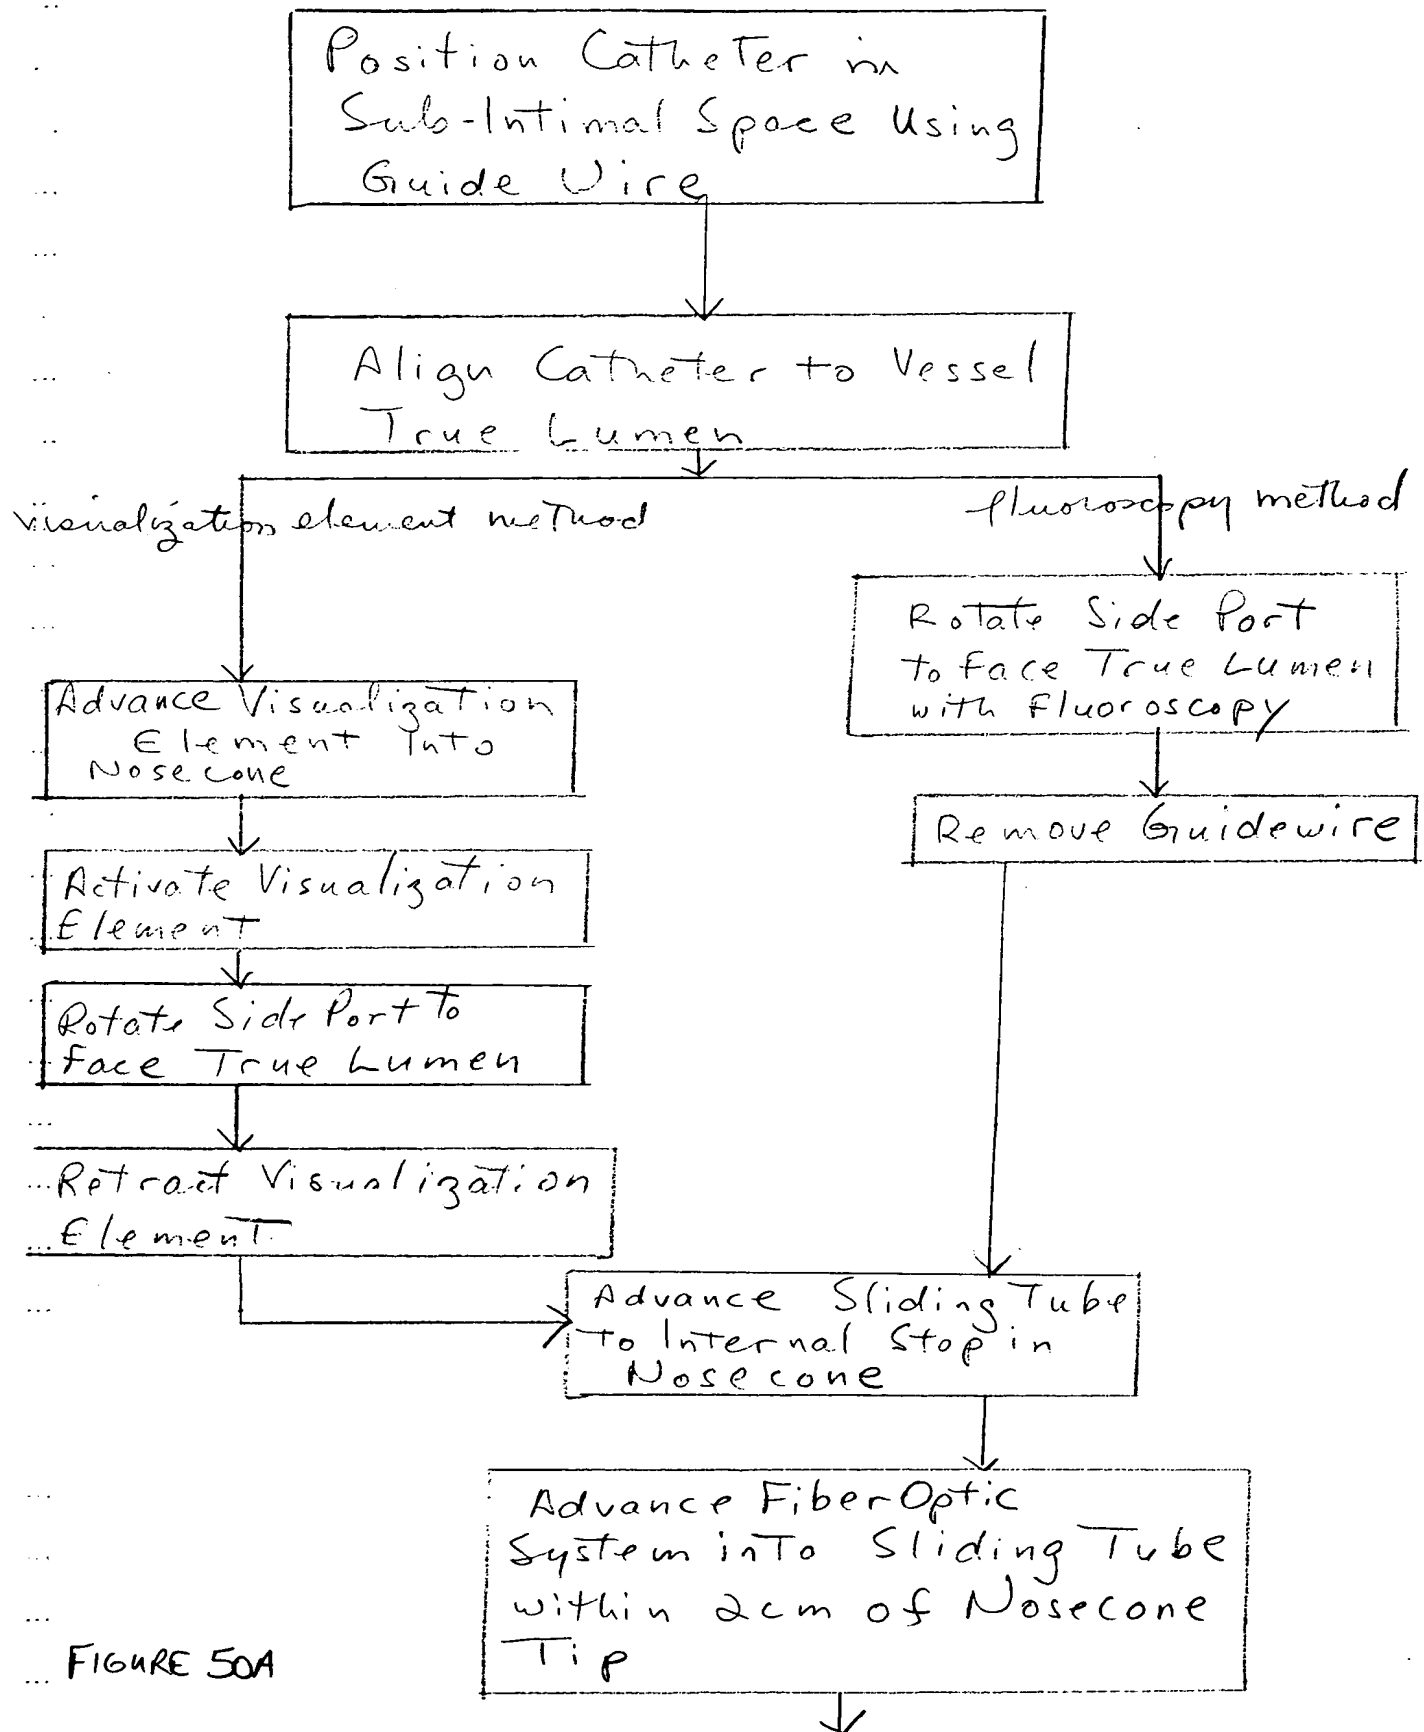 Position Catheter in
Sub-Intimal Space Using
Guide Wire
Align Catheter to Vessel
True Lumen
visualization element method
fluoroscopy method
Advance Visualization
Element Into
Nosecone
Activate Visualization
Element
Rotate Side Port To
Face True Lumen
Retract Visualization
Element
Rotate Side Port
to Face True Lumen
with Fluoroscopy
Remove Guidewire
Advance Sliding Tube
To Internal Stop in
Nosecone
Advance Fiber Optic
System into Sliding Tube
within 2cm of Nosecone
Tip
FIGURE 50A